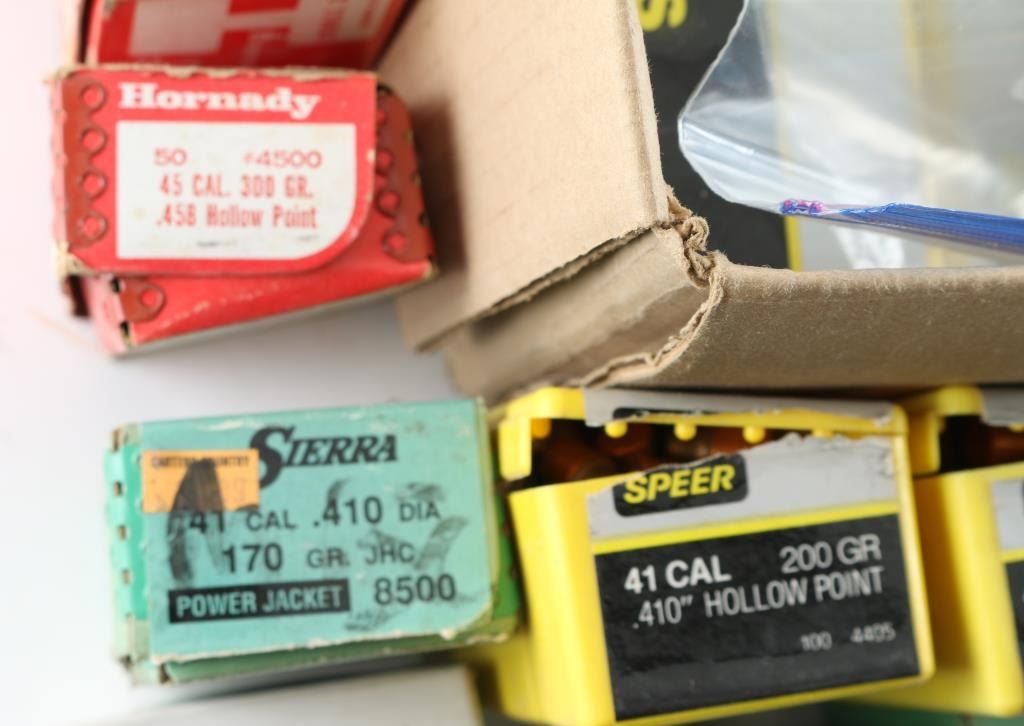 Hornady
50 #4500
45 CAL. 300 GR.
.458 Hollow Point
S
SIERRA
41 CAL .410 DIA
170 GR. JHC
POWER JACKET 8500
SPEER
41 CAL 200 GR
.410" HOLLOW POINT
100 4405